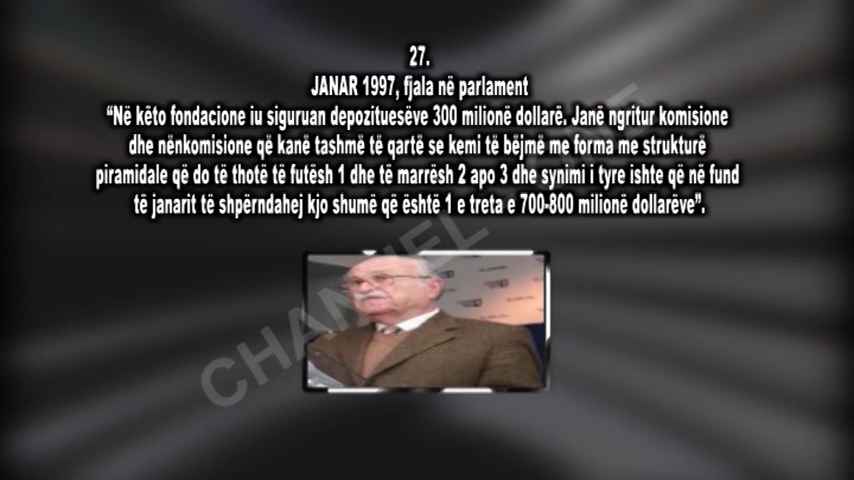 27.
JANAR 1997, fjala në parlament
“Në këto fondacione iu siguruan depozituesëve 300 milionë dollarë. Janë ngritur komisione
dhe nënkomisione që kanë tashmë të qartë se kemi të bëjmë me forma me strukturë
piramidale që do të thotë të futësh 1 dhe të marrësh 2 apo 3 dhe synimi i tyre ishte që në fund
të janarit të shpërndahej kjo shumë që është 1 e treta e 700-800 milionë dollarëve”.
CHANNEL